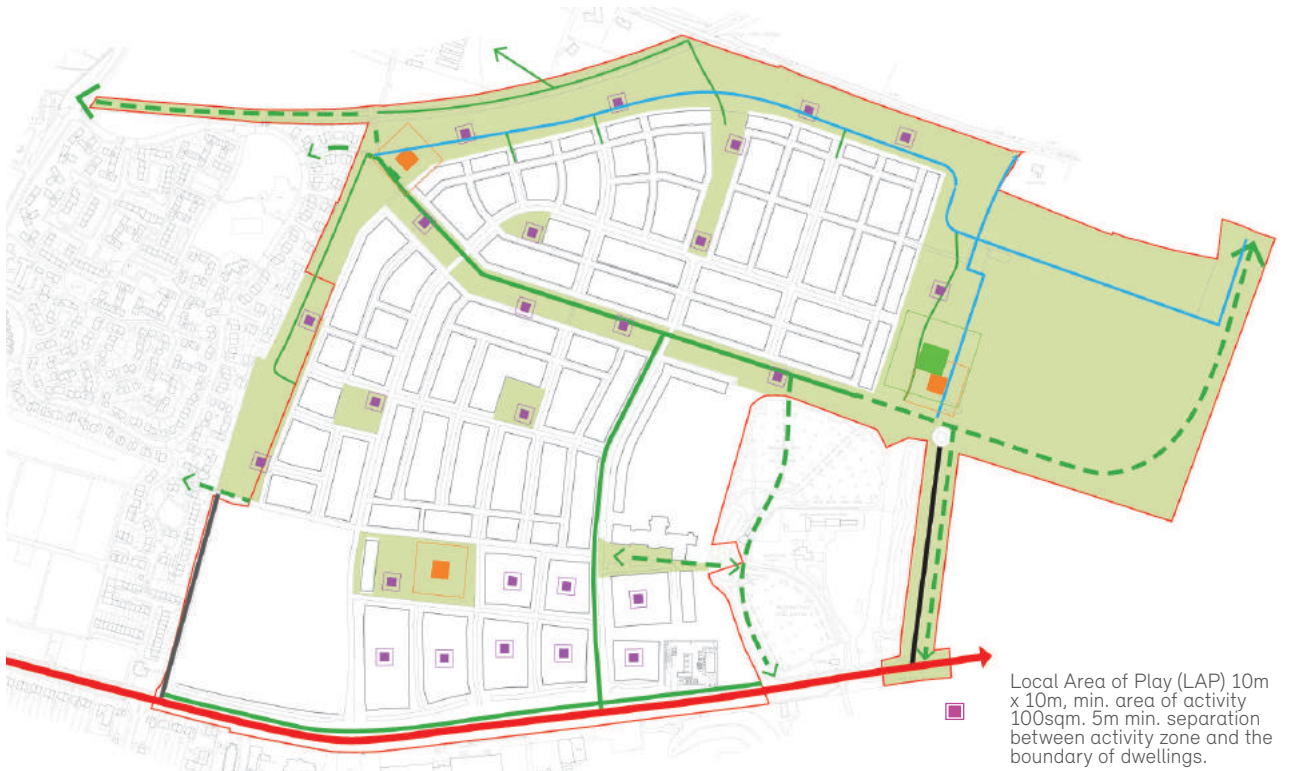 Local Area of Play (LAP) 10m
x 10m, min. area of activity
100sqm. 5m min. separation
between activity zone and the
boundary of dwellings.